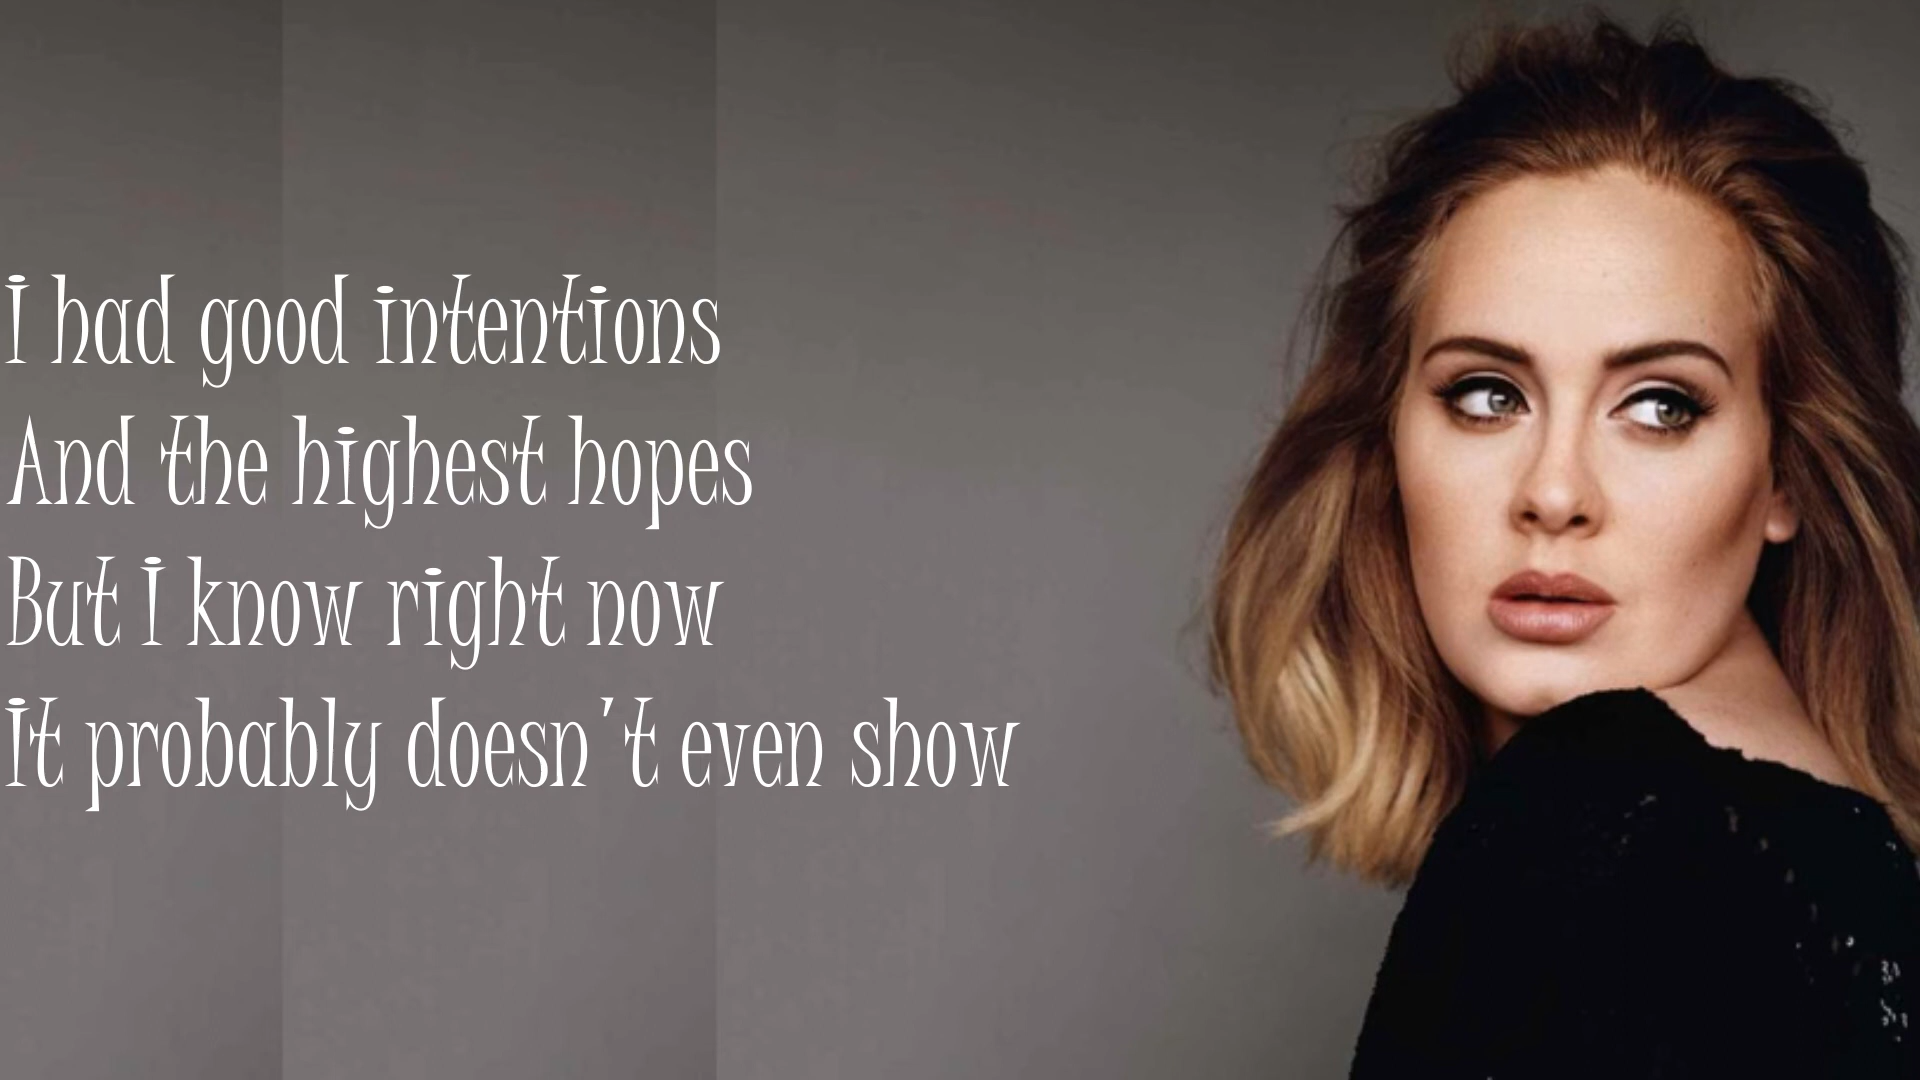 I had good intentions
And the highest hopes
But I know right now
It probably doesn't even show